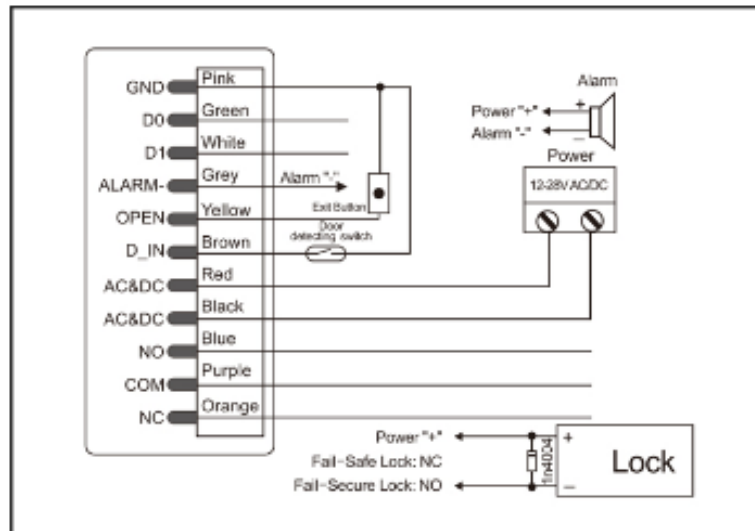 GND Pink
D0 Green
D1 White
ALARM- Grey Alarm "-"
OPEN Yellow Exit Button
Door
detecting switch
D_IN Brown
AC&DC Red
AC&DC Black
NO Blue
COM Purple
NC Orange
Alarm
Power "+" +
Alarm "-" –
Power
12-28V AC/DC
Power "+" +
Fail-Safe Lock: NC
Fail-Secure Lock: NO –
1n4004
Lock